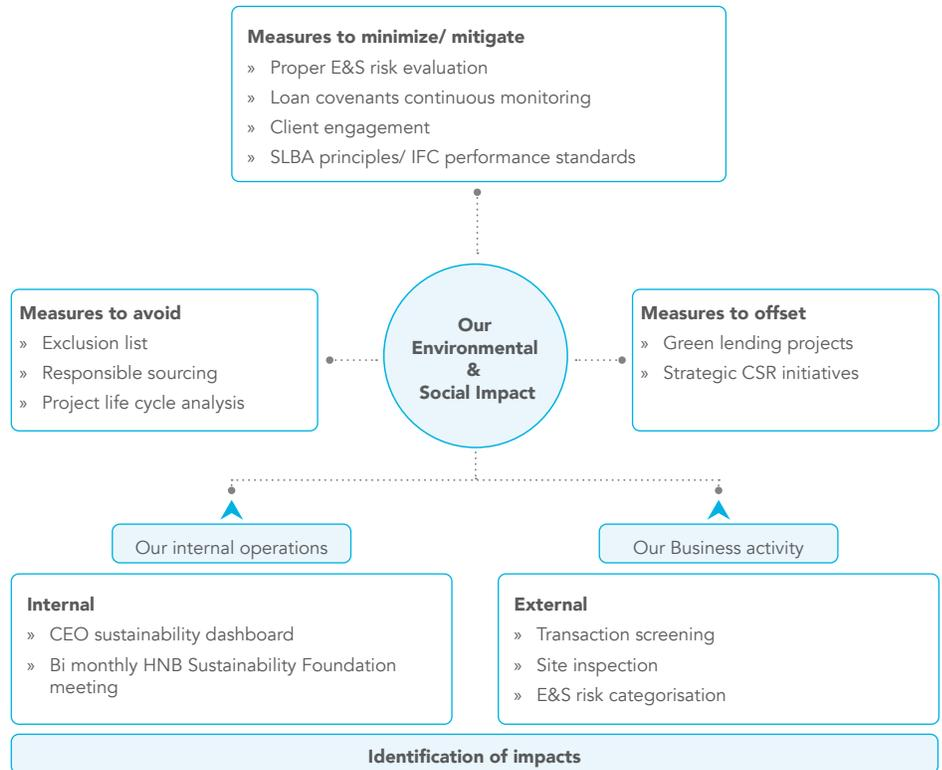 Measures to minimize/ mitigate
» Proper E&S risk evaluation
» Loan covenants continuous monitoring
» Client engagement
» SLBA principles/ IFC performance standards
Measures to avoid
» Exclusion list
» Responsible sourcing
» Project life cycle analysis
Our
Environmental
&
Social Impact
Measures to offset
» Green lending projects
» Strategic CSR initiatives
Our internal operations
Our Business activity
Internal
» CEO sustainability dashboard
» Bi monthly HNB Sustainability Foundation
meeting
External
» Transaction screening
» Site inspection
» E&S risk categorisation
Identification of impacts